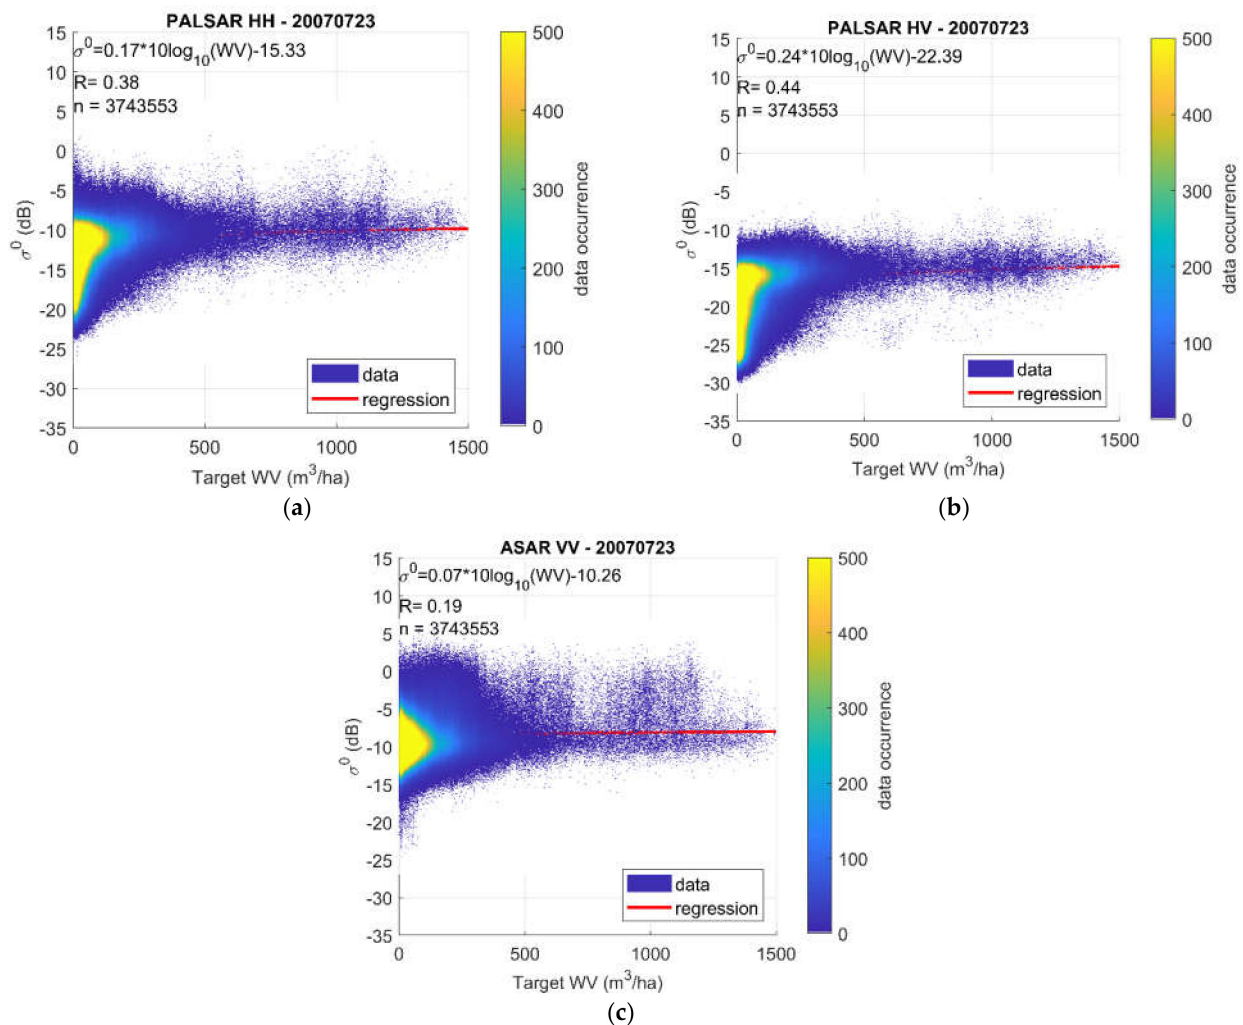 PALSAR HH - 20070723
σ⁰=0.17*10log₁₀(WV)-15.33
R= 0.38
n = 3743553
15
10
5
0
-5
-10
-15
-20
-25
-30
-35
σ⁰ (dB)
0
500
1000
1500
Target WV (m³/ha)
data
regression
500
400
300
200
100
0
data occurrence
(a)
PALSAR HV - 20070723
σ⁰=0.24*10log₁₀(WV)-22.39
R= 0.44
n = 3743553
15
10
5
0
-5
-10
-15
-20
-25
-30
-35
σ⁰ (dB)
0
500
1000
1500
Target WV (m³/ha)
data
regression
500
400
300
200
100
0
data occurrence
(b)
ASAR VV - 20070723
σ⁰=0.07*10log₁₀(WV)-10.26
R= 0.19
n = 3743553
15
10
5
0
-5
-10
-15
-20
-25
-30
-35
σ⁰ (dB)
0
500
1000
1500
Target WV (m³/ha)
data
regression
500
400
300
200
100
0
data occurrence
(c)